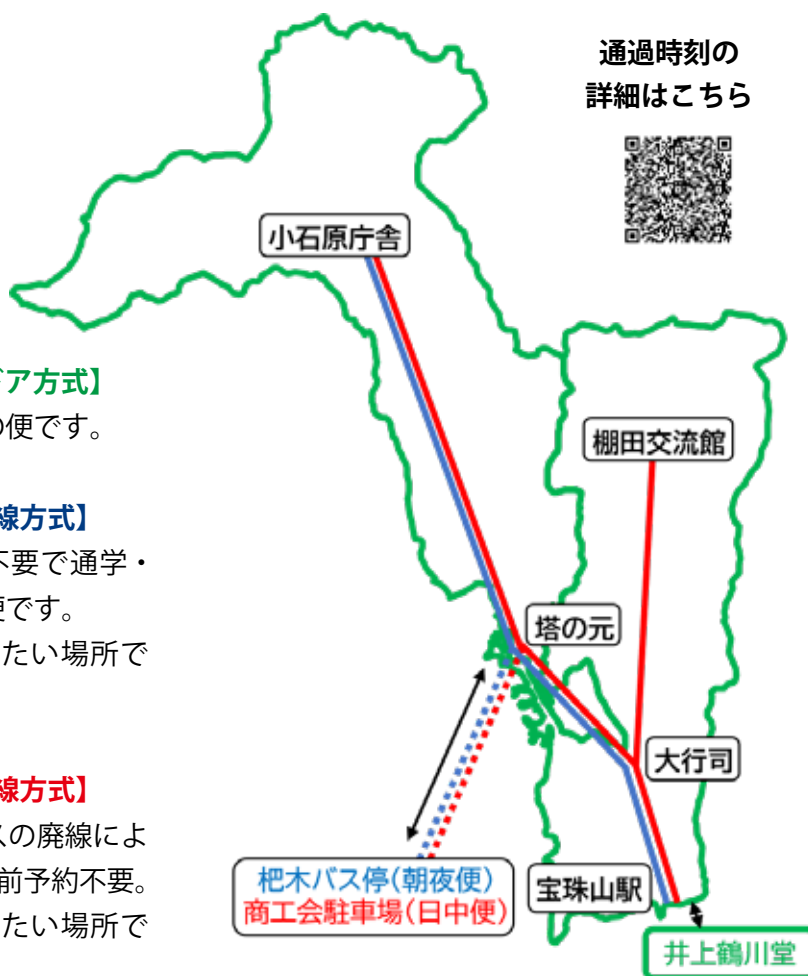 通過時刻の
詳細はこちら
小石原庁舎
ドア方式】
の便です。
棚田交流館
線方式】
不要で通学・
便です。
たい場所で
塔の元
大行司
線方式】
スの廃線によ
前予約不要。
たい場所で
杷木バス停(朝夜便)
商工会駐車場(日中便)
宝珠山駅
井上鶴川堂